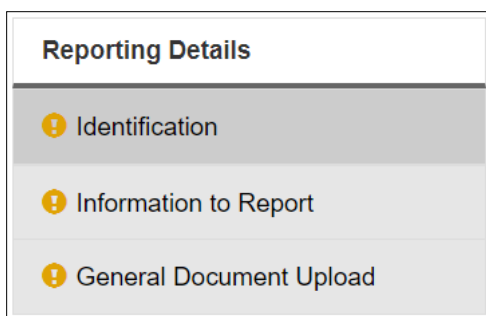 Reporting Details
Identification
Information to Report
General Document Upload